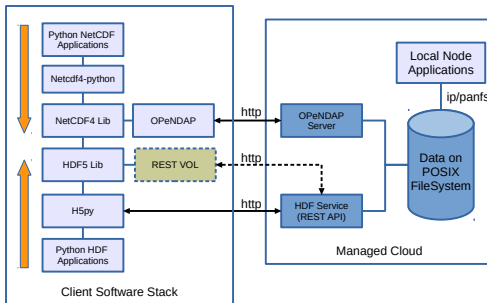 Python NetCDF
Applications
Netcdf4-python
NetCDF4 Lib
OPeNDAP
HDF5 Lib
REST VOL
H5py
Python HDF
Applications
Client Software Stack
http
http
http
OPeNDAP
Server
HDF Service
(REST API)
Local Node
Applications
ip/panfs
Data on
POSIX
FileSystem
Managed Cloud